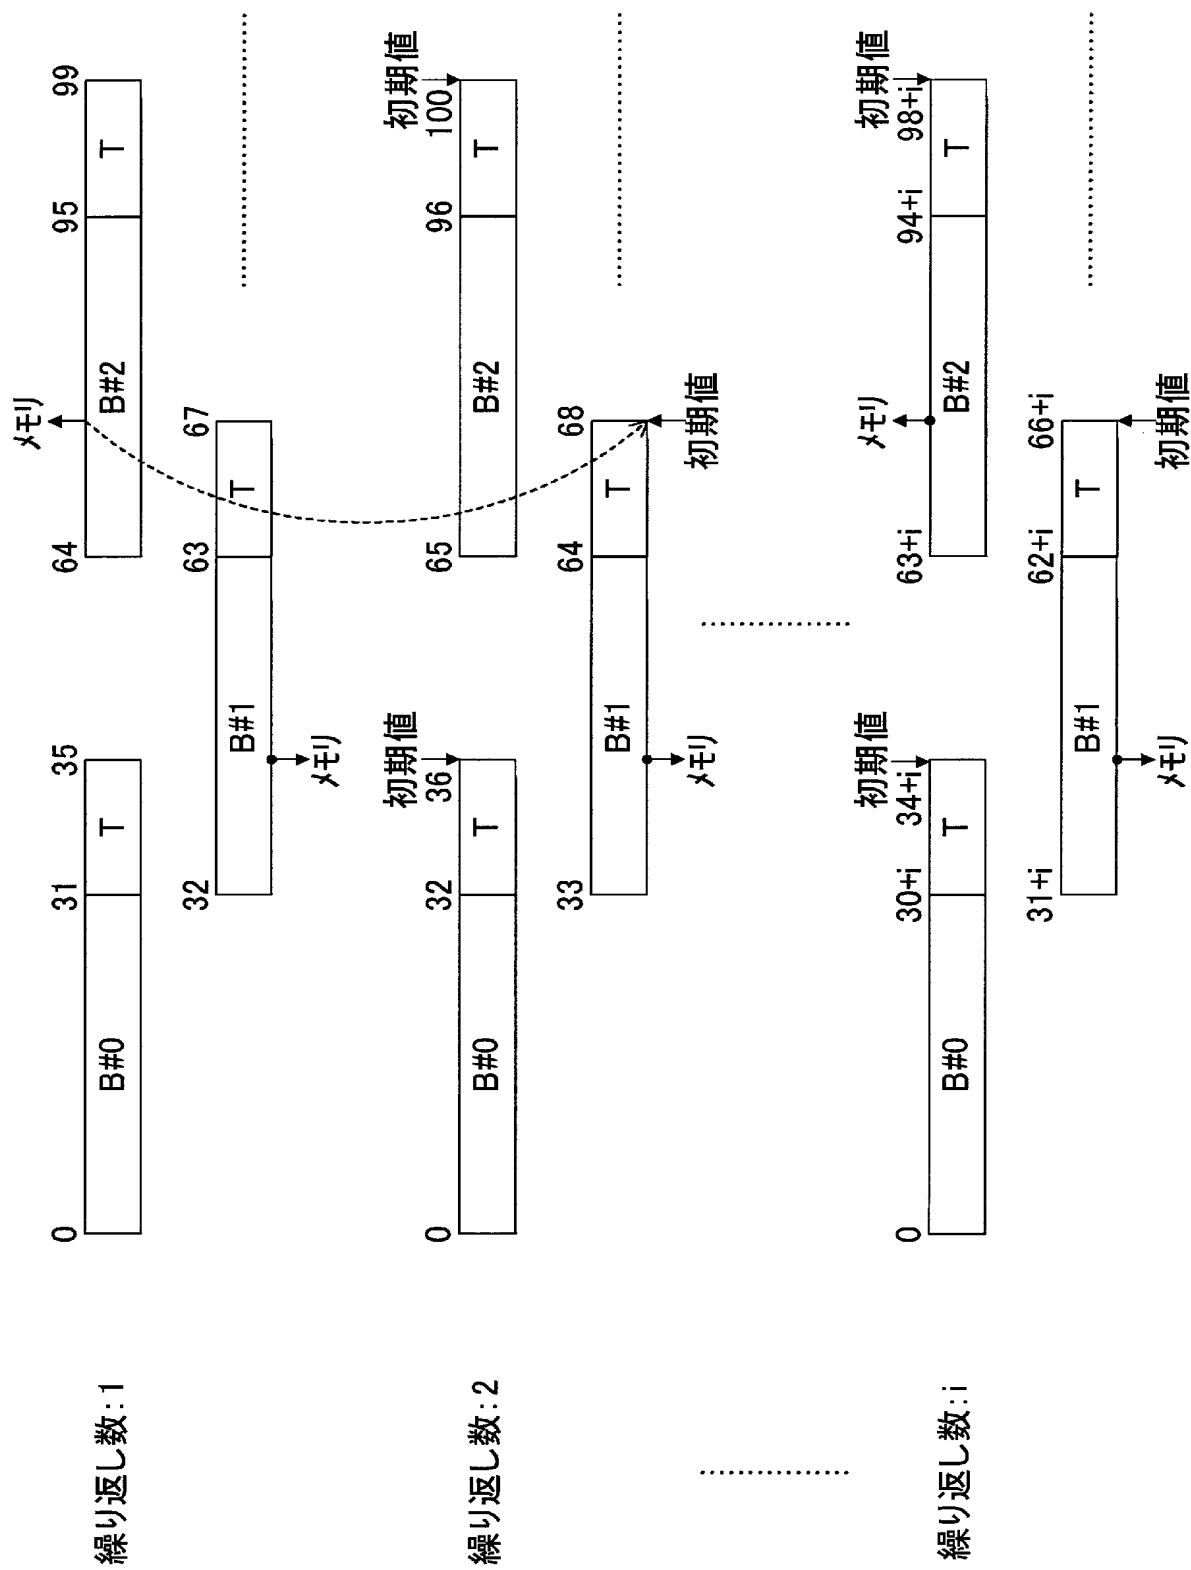 繰り返し数:1
0
31
35
64
95
99
B#0
T
メモリ
B#2
T
32
63
67
B#1
T
メモリ
繰り返し数:2
0
32
初期値
36
65
96
初期値
100
B#0
T
B#2
T
33
64
68
B#1
T
メモリ
初期値
繰り返し数:i
0
30+i
初期値
34+i
63+i
94+i
初期値
98+i
B#0
T
メモリ
B#2
T
31+i
62+i
66+i
B#1
T
メモリ
初期値